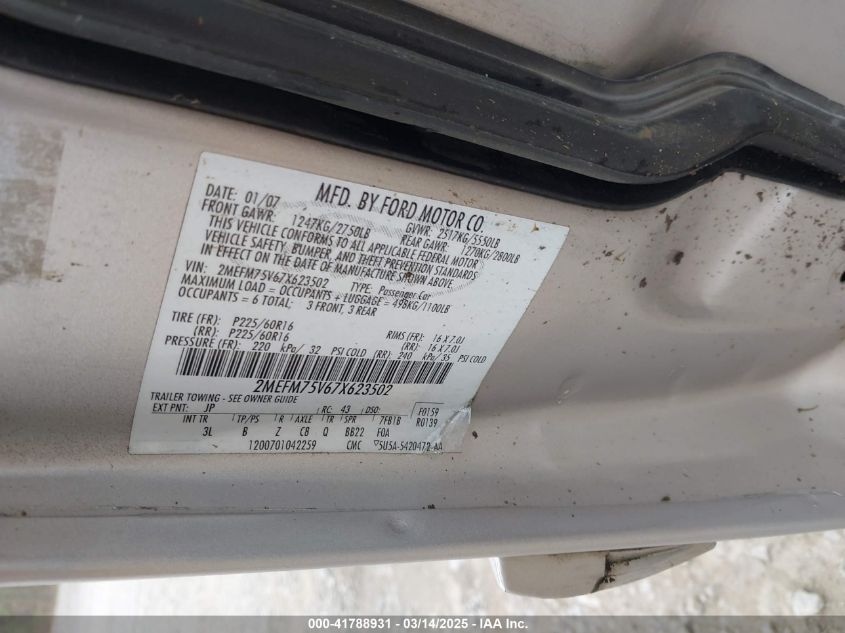 MFD. BY FORD MOTOR CO.
DATE: 01/07 GVWR: 2517KG/5550LB
FRONT GAWR: 1247KG/2750LB REAR GAWR: 1270KG/2800LB
THIS VEHICLE CONFORMS TO ALL APPLICABLE FEDERAL MOTOR
VEHICLE SAFETY, BUMPER, AND THEFT PREVENTION STANDARDS
IN EFFECT ON THE DATE OF MANUFACTURE SHOWN ABOVE.
VIN: 2MEFM75V67X623502 TYPE: Passenger Car
MAXIMUM LOAD = OCCUPANTS + LUGGAGE = 498KG/1100LB
OCCUPANTS = 6 TOTAL; 3 FRONT, 3 REAR
TIRE (FR): P225/60R16 RIMS (FR): 16 X7.0J
(RR): P225/60R16 (RR): 16 X7.0J
PRESSURE (FR): 220 kPa/ 32 PSI COLD (RR): 240 kPa/ 35 PSI COLD
2MEFM75V67X623502
TRAILER TOWING - SEE OWNER GUIDE
EXT PNT: JP RC: 43 DSO: F0159
INT TR TP/PS R AXLE TR SPR 7FB1B R0139
3L B Z CB Q BB22 FOA
1200701042259 CMC ▽5U5A-5420472-AA
000-41788931 - 03/14/2025 - IAA Inc.